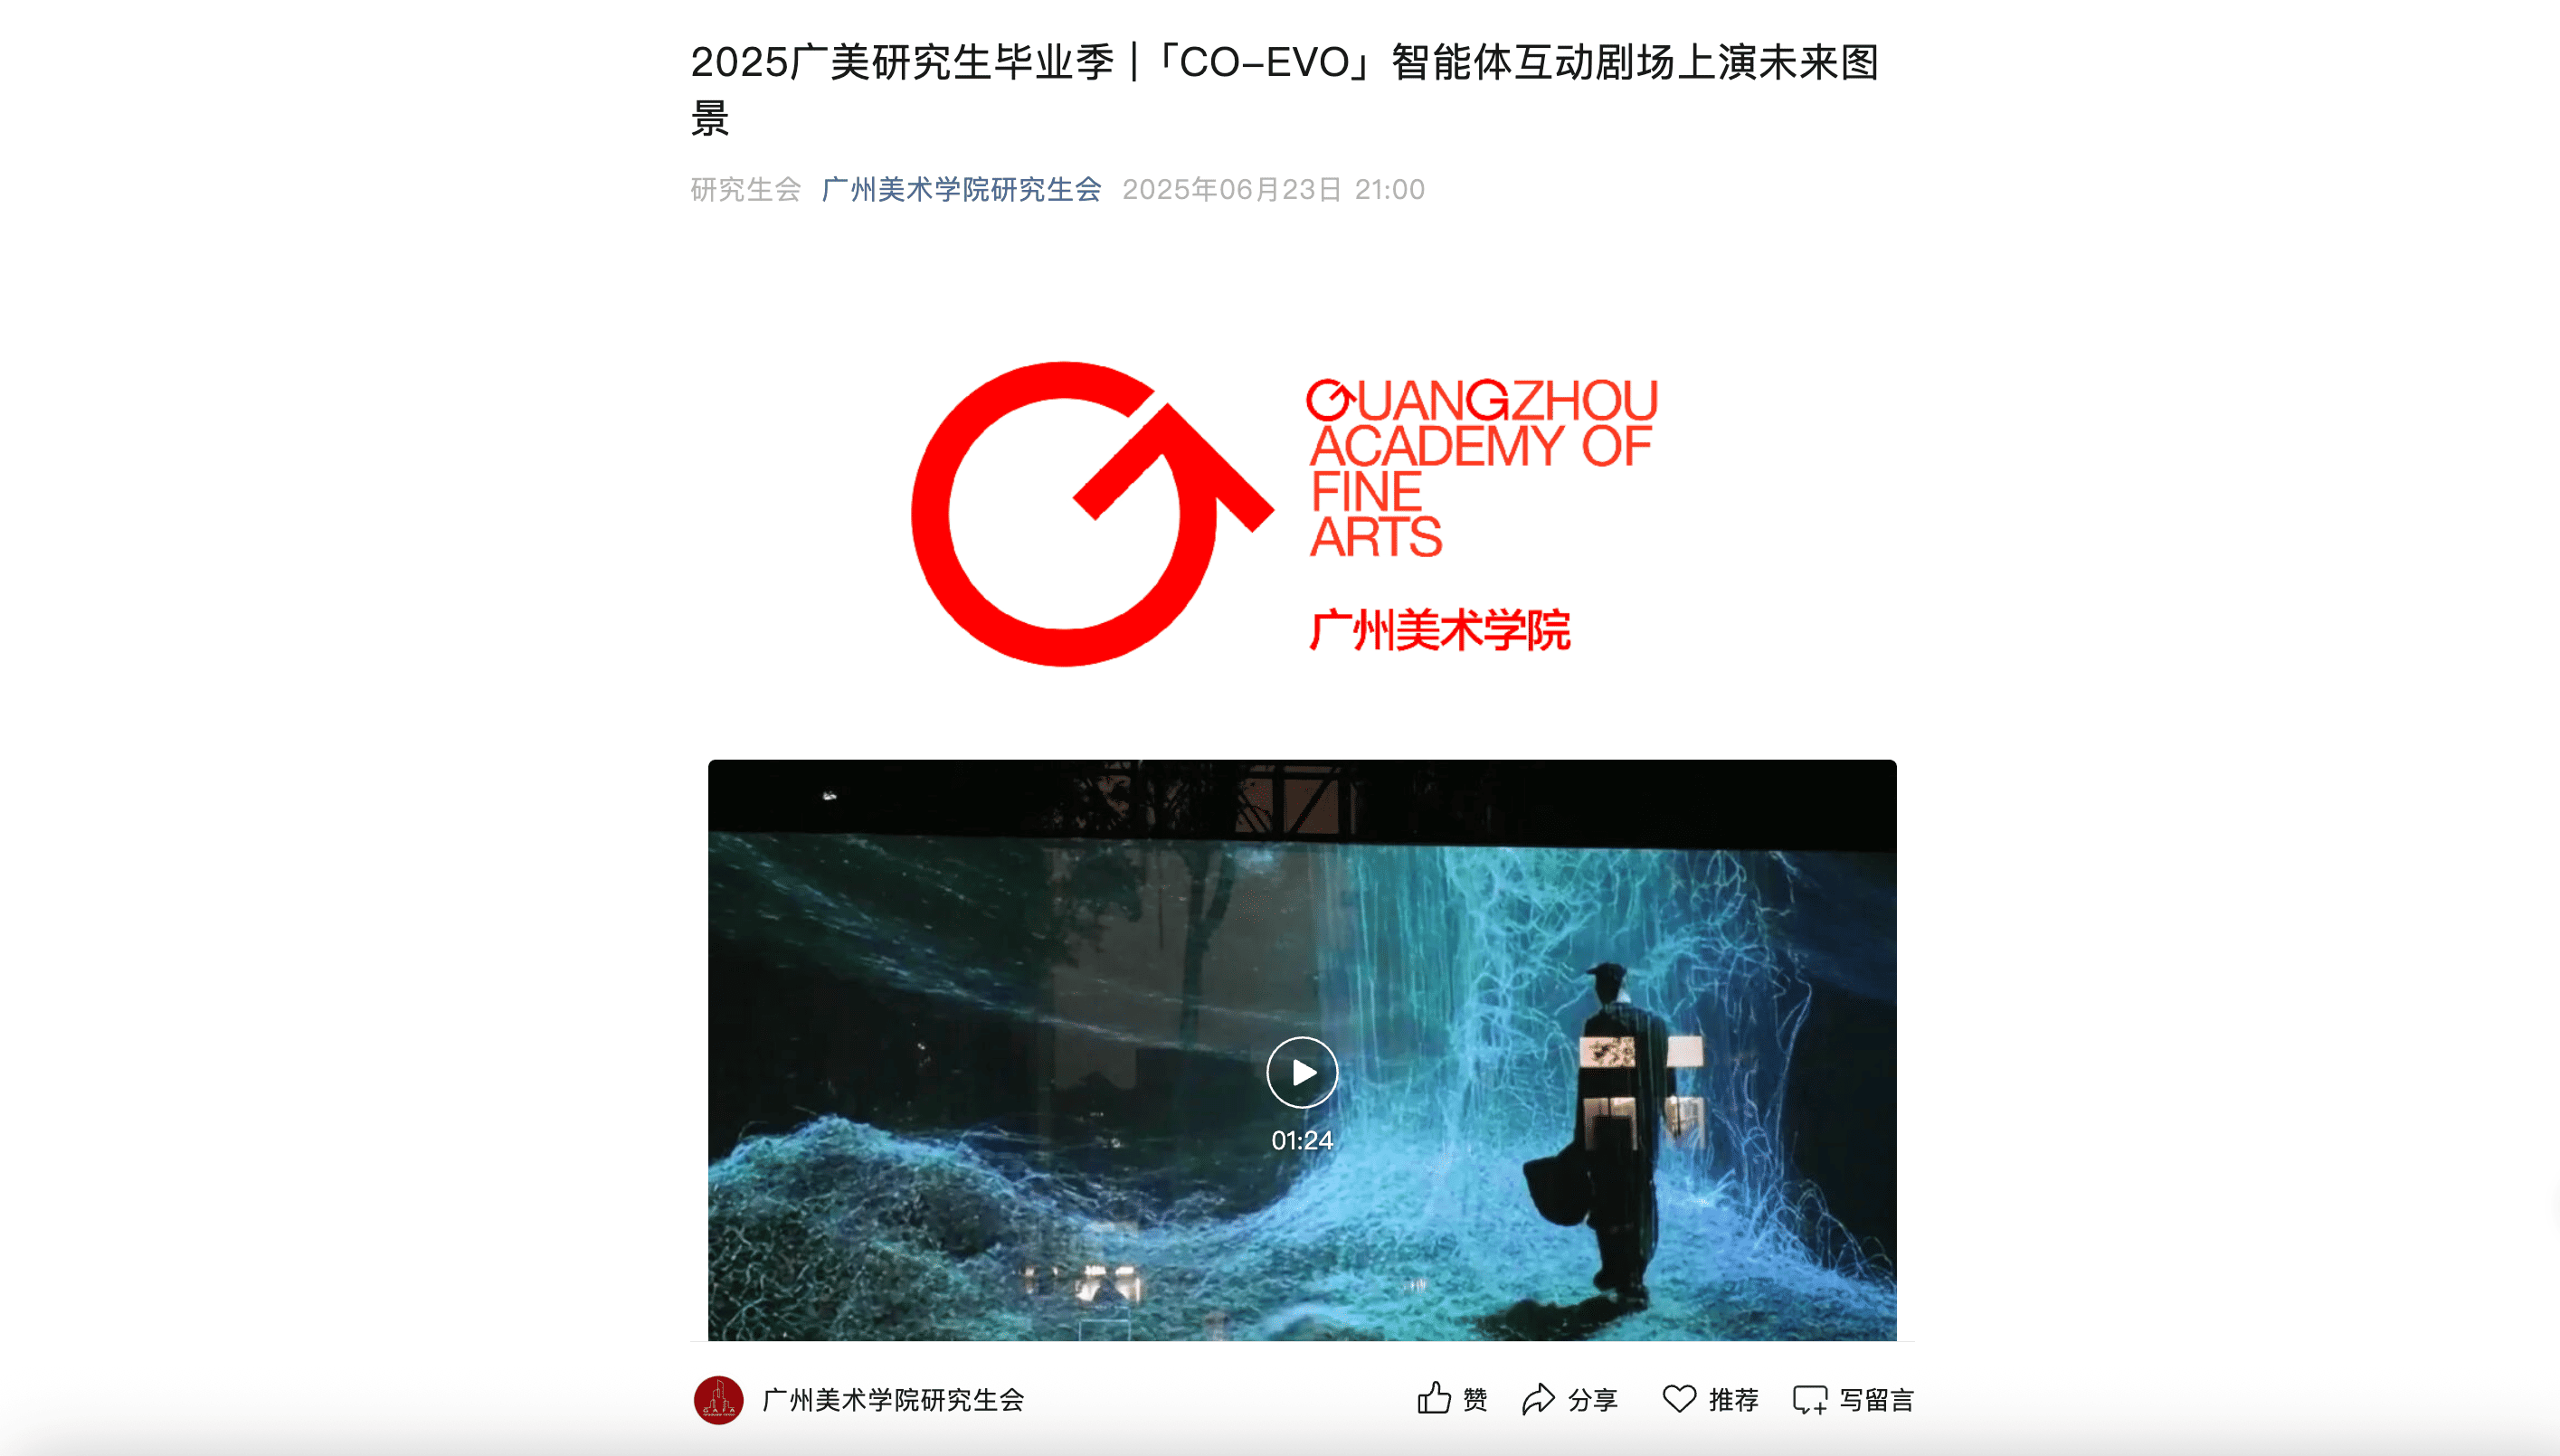 2025广美研究生毕业季 |「CO-EVO」智能体互动剧场上演未来图
景
研究生会 广州美术学院研究生会 2025年06月23日 21:00
GUANGZHOU
ACADEMY OF
FINE
ARTS
广州美术学院
01:24
广州美术学院研究生会 赞 分享 推荐 写留言